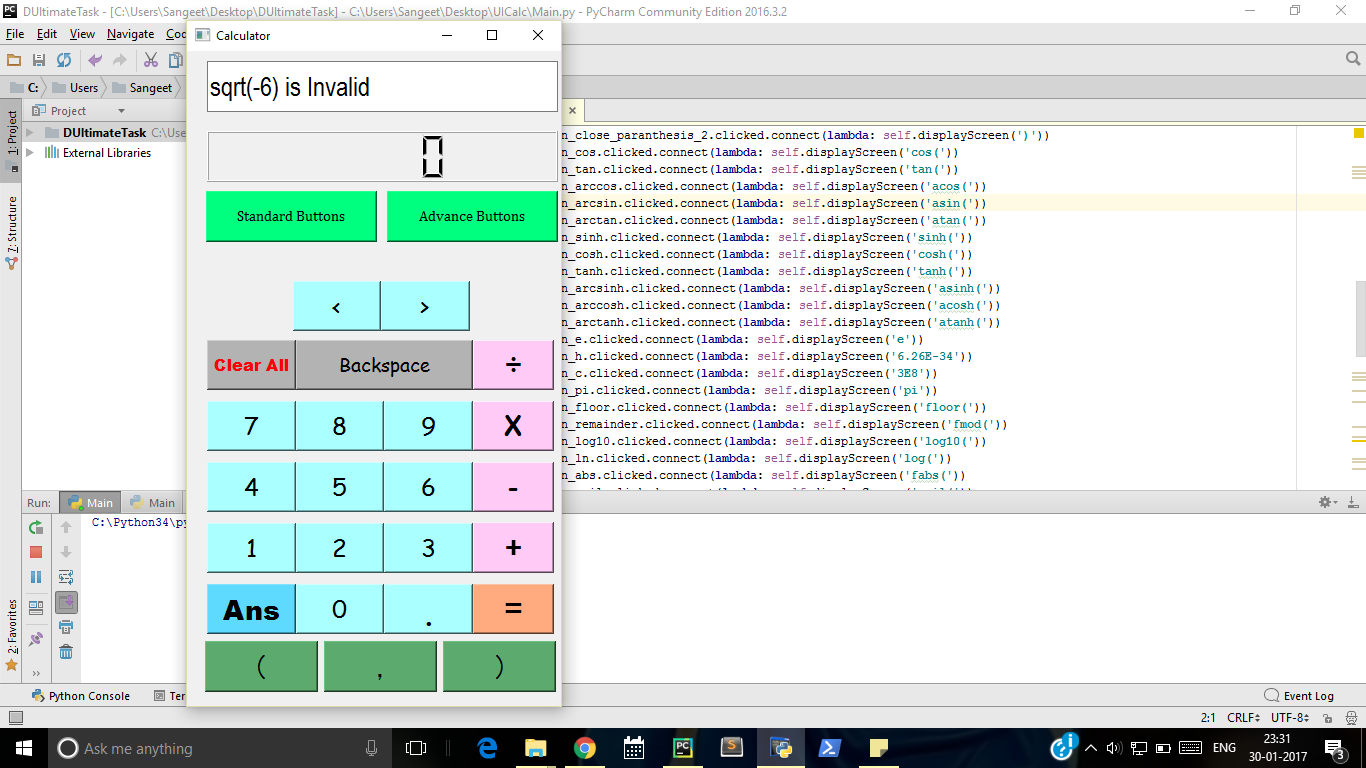 DUltimateTask - [C:\Users\Sangeet\Desktop\DUltimateTask] - C:\Users\Sangeet\Desktop\UICalc\Main.py - PyCharm Community Edition 2016.3.2
File Edit View Navigate
C: Users Sangeet
Project
DUltimateTask C:\Use
External Libraries
1: Project
7: Structure
2: Favorites
Calculator
sqrt(-6) is Invalid
0
Standard Buttons Advance Buttons
< >
Clear All Backspace ÷
7 8 9 X
4 5 6 -
1 2 3 +
Ans 0 . =
( , )
n_close_paranthesis_2.clicked.connect(lambda: self.displayScreen(')'))
n_cos.clicked.connect(lambda: self.displayScreen('cos('))
n_tan.clicked.connect(lambda: self.displayScreen('tan('))
n_arccos.clicked.connect(lambda: self.displayScreen('acos('))
n_arcsin.clicked.connect(lambda: self.displayScreen('asin('))
n_arctan.clicked.connect(lambda: self.displayScreen('atan('))
n_sinh.clicked.connect(lambda: self.displayScreen('sinh('))
n_cosh.clicked.connect(lambda: self.displayScreen('cosh('))
n_tanh.clicked.connect(lambda: self.displayScreen('tanh('))
n_arcsinh.clicked.connect(lambda: self.displayScreen('asinh('))
n_arccosh.clicked.connect(lambda: self.displayScreen('acosh('))
n_arctanh.clicked.connect(lambda: self.displayScreen('atanh('))
n_e.clicked.connect(lambda: self.displayScreen('e'))
n_h.clicked.connect(lambda: self.displayScreen('6.26E-34'))
n_c.clicked.connect(lambda: self.displayScreen('3E8'))
n_pi.clicked.connect(lambda: self.displayScreen('pi'))
n_floor.clicked.connect(lambda: self.displayScreen('floor('))
n_remainder.clicked.connect(lambda: self.displayScreen('fmod('))
n_log10.clicked.connect(lambda: self.displayScreen('log10('))
n_ln.clicked.connect(lambda: self.displayScreen('log('))
n_abs.clicked.connect(lambda: self.displayScreen('fabs('))
Run: Main Main
C:\Python34\py
Python Console Ter Event Log
2:1 CRLF UTF-8
Ask me anything
ENG 23:31
30-01-2017 3